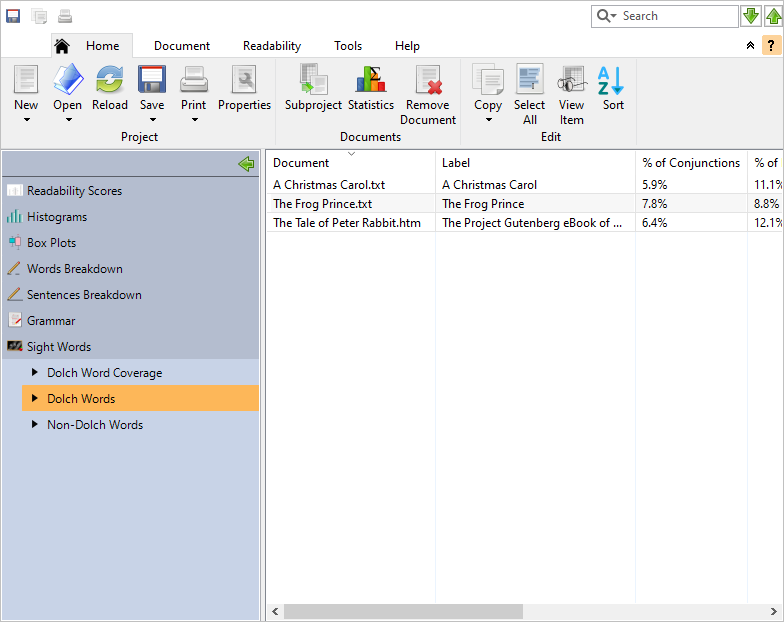 Search
Home Document Readability Tools Help
?
New Open Reload Save Print Properties Subproject Statistics Remove Document Copy Select All View Item Sort
Project Documents Edit
Document Label % of Conjunctions % of
A Christmas Carol.txt A Christmas Carol 5.9% 11.1%
The Frog Prince.txt The Frog Prince 7.8% 8.8%
The Tale of Peter Rabbit.htm The Project Gutenberg eBook of ... 6.4% 12.1%
Readability Scores
Histograms
Box Plots
Words Breakdown
Sentences Breakdown
Grammar
Sight Words
Dolch Word Coverage
Dolch Words
Non-Dolch Words